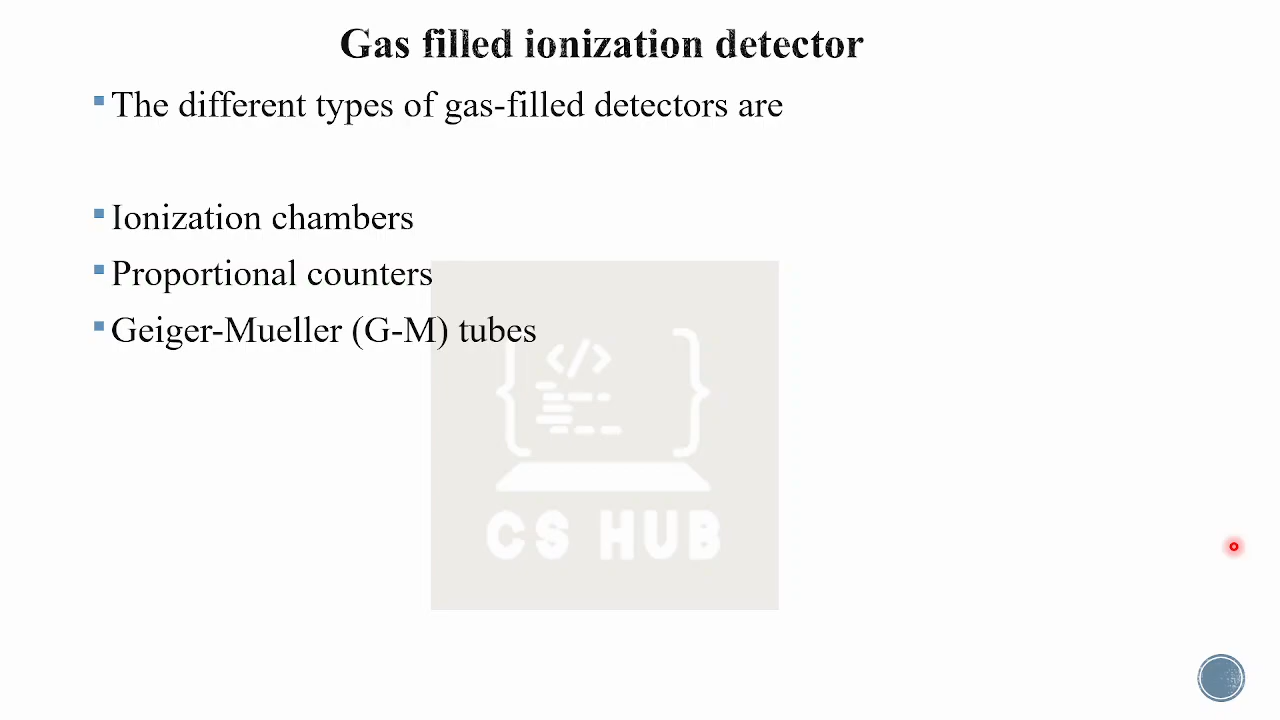 Gas filled ionization detector
The different types of gas-filled detectors are
Ionization chambers
Proportional counters
Geiger-Mueller (G-M) tubes
</>
CS HUB